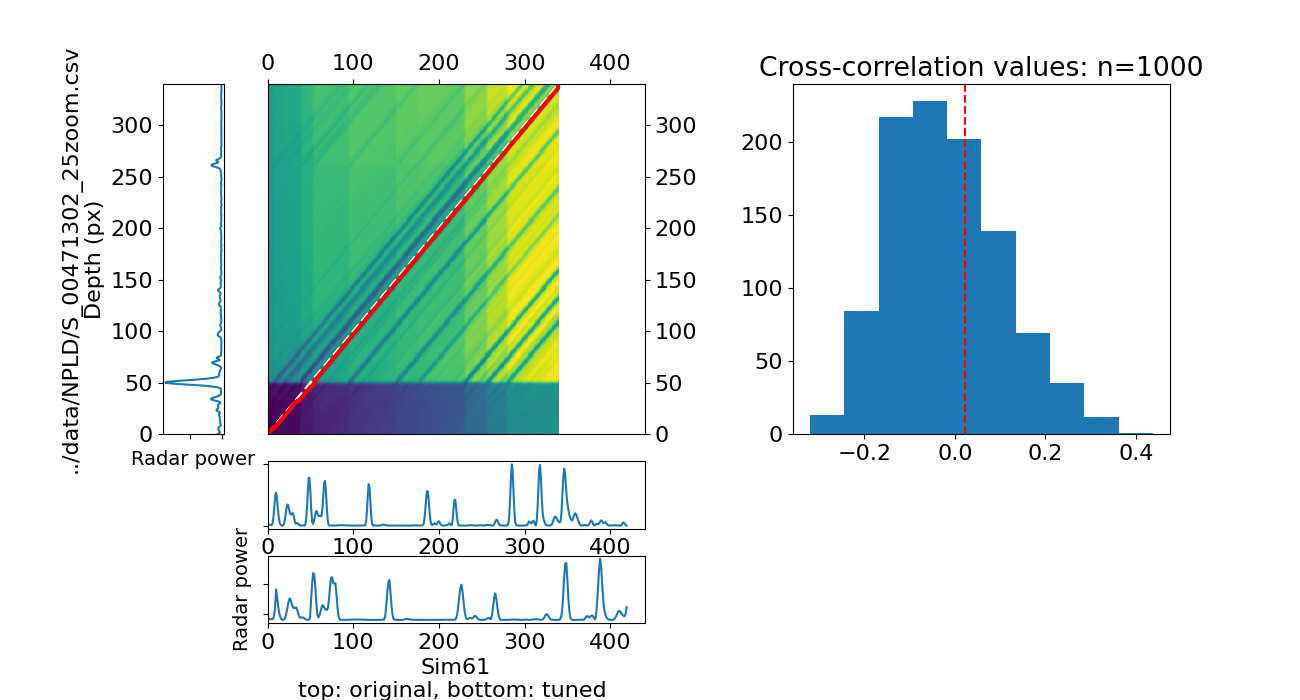 Cross-correlation values: n=1000
0 100 200 300 400
../data/NPLD/S_00471302_25zoom.csv
Depth (px)
300
250
200
150
100
50
0
300
250
200
150
100
50
0
200
150
100
50
0
−0.2 0.0 0.2 0.4
Radar power
0 100 200 300 400
Radar power
0 100 200 300 400
Sim61
top: original, bottom: tuned